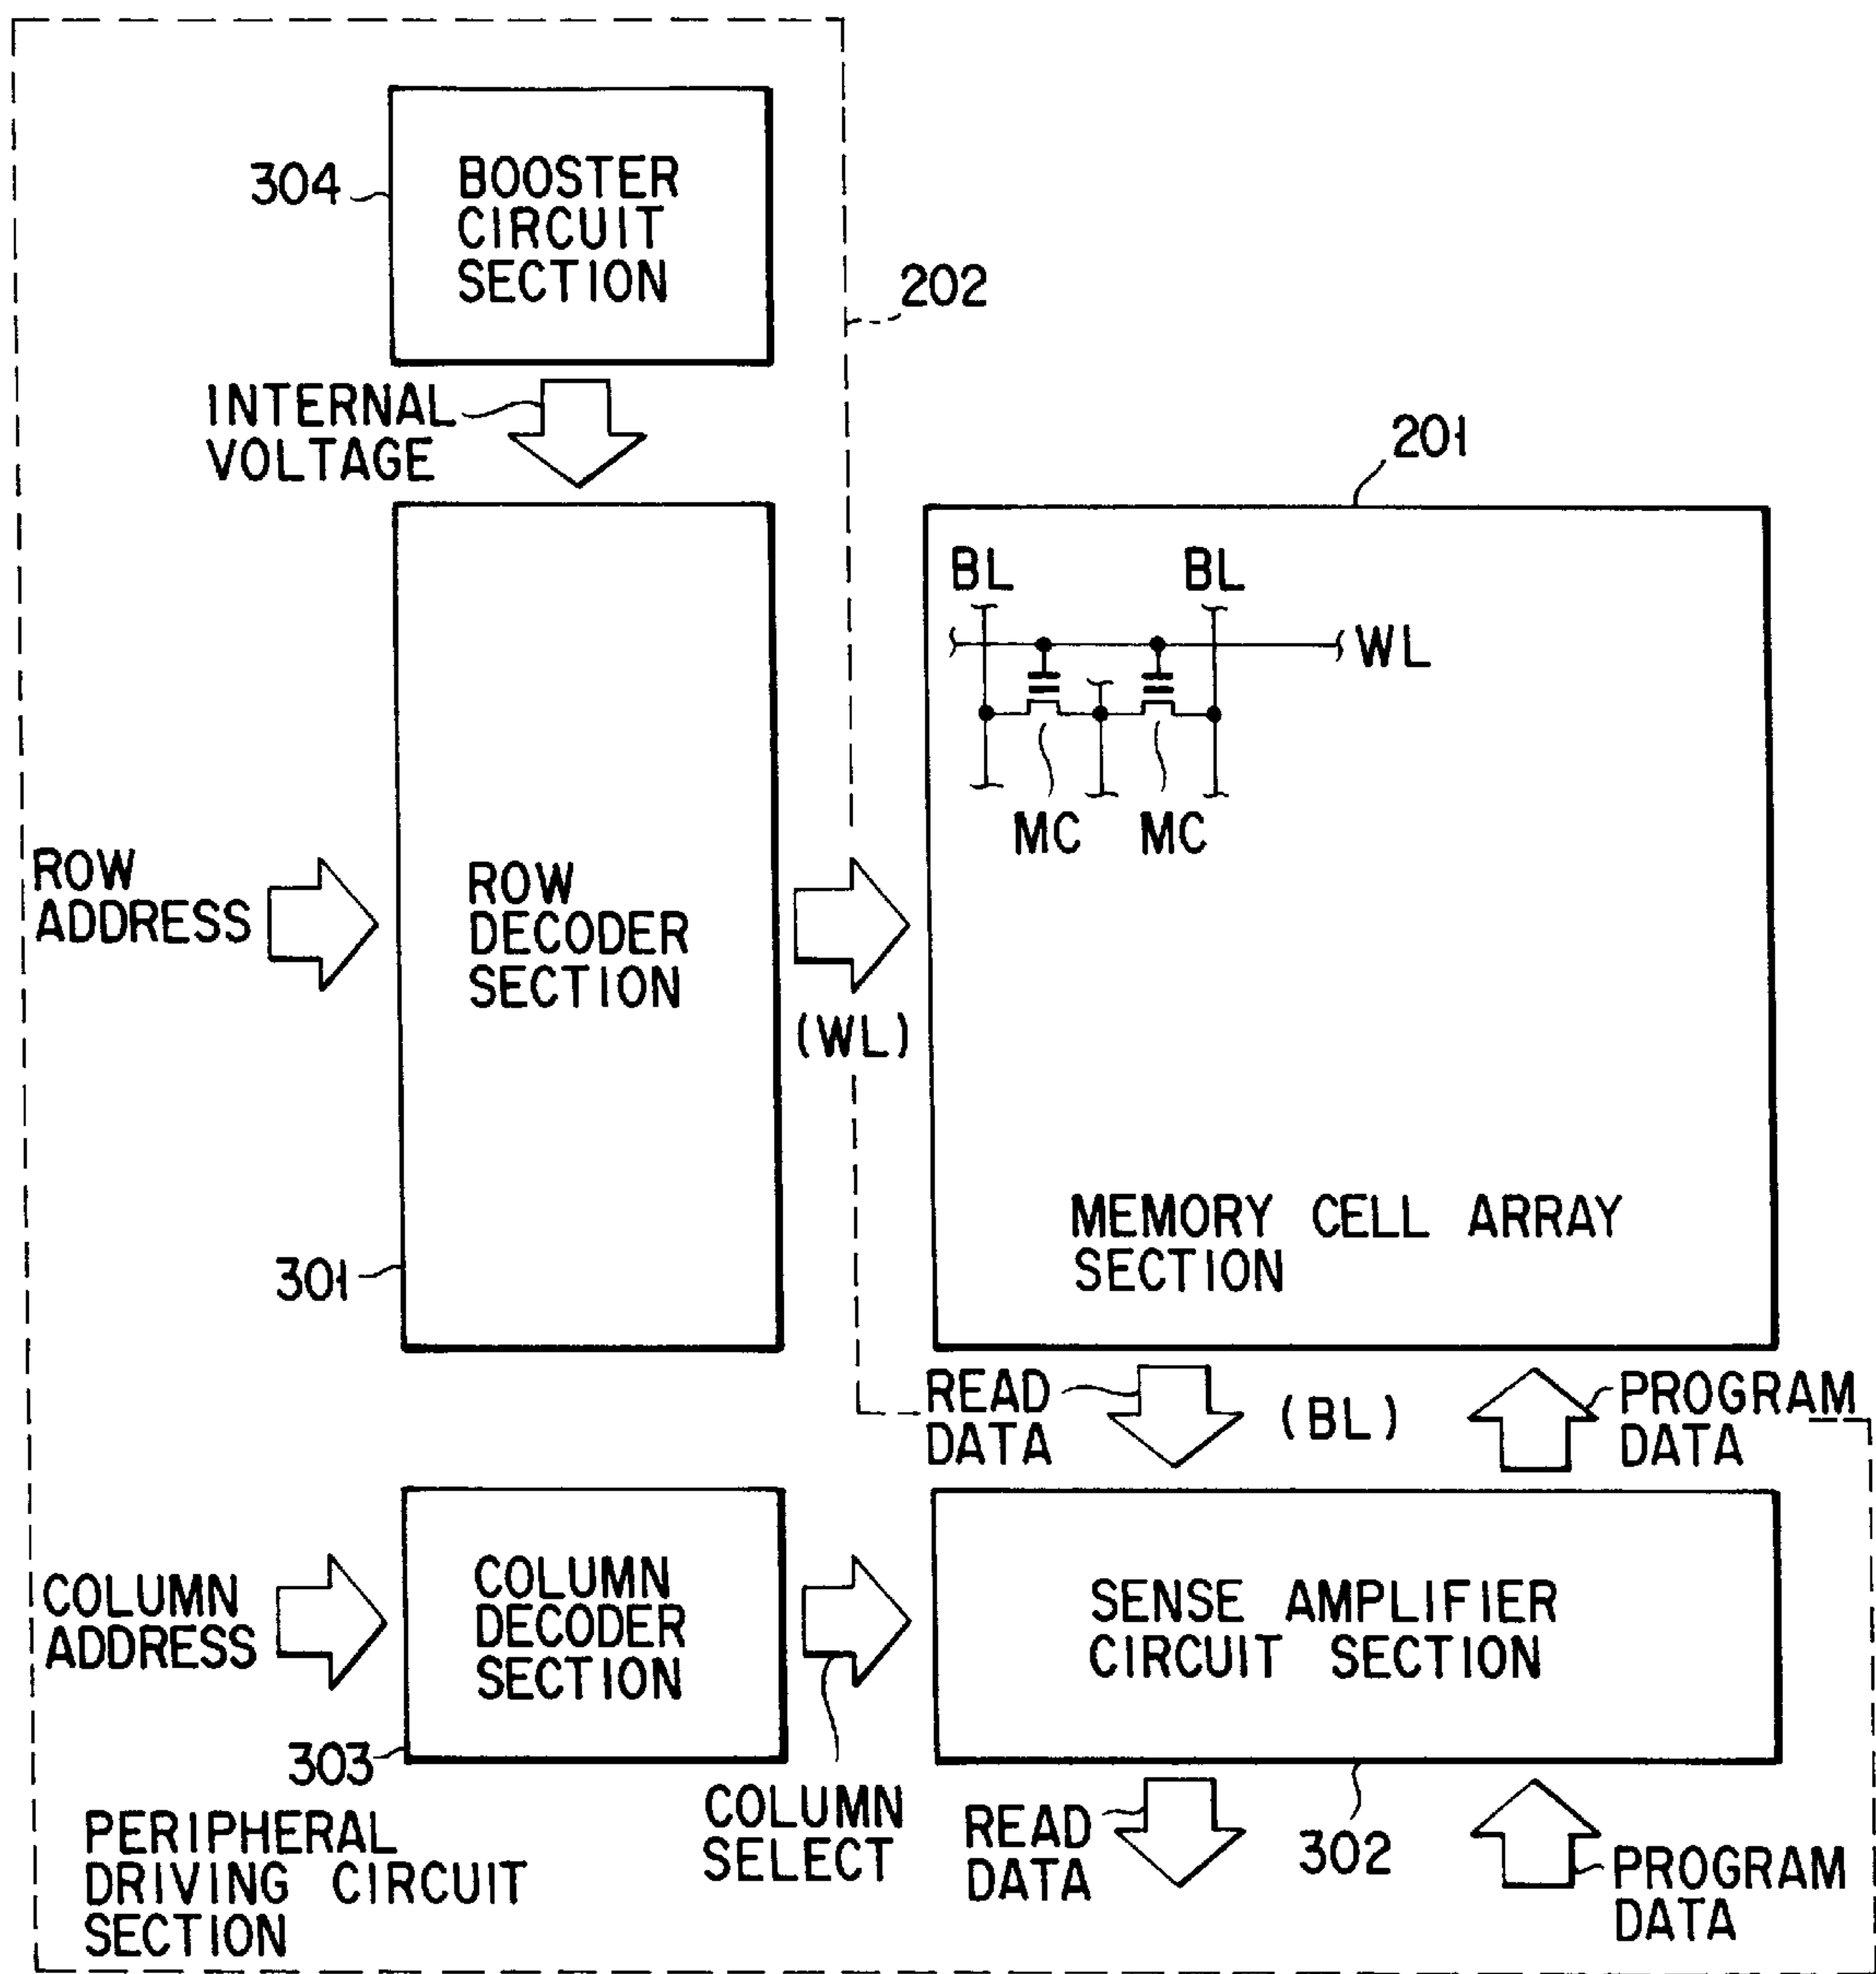 304
BOOSTER
CIRCUIT
SECTION
202
INTERNAL
VOLTAGE
201
BL
BL
WL
MC
MC
ROW
ADDRESS
ROW
DECODER
SECTION
(WL)
MEMORY CELL ARRAY
SECTION
301
READ
DATA
(BL)
PROGRAM
DATA
COLUMN
ADDRESS
COLUMN
DECODER
SECTION
SENSE AMPLIFIER
CIRCUIT SECTION
303
COLUMN
SELECT
READ
DATA
302
PROGRAM
DATA
PERIPHERAL
DRIVING CIRCUIT
SECTION